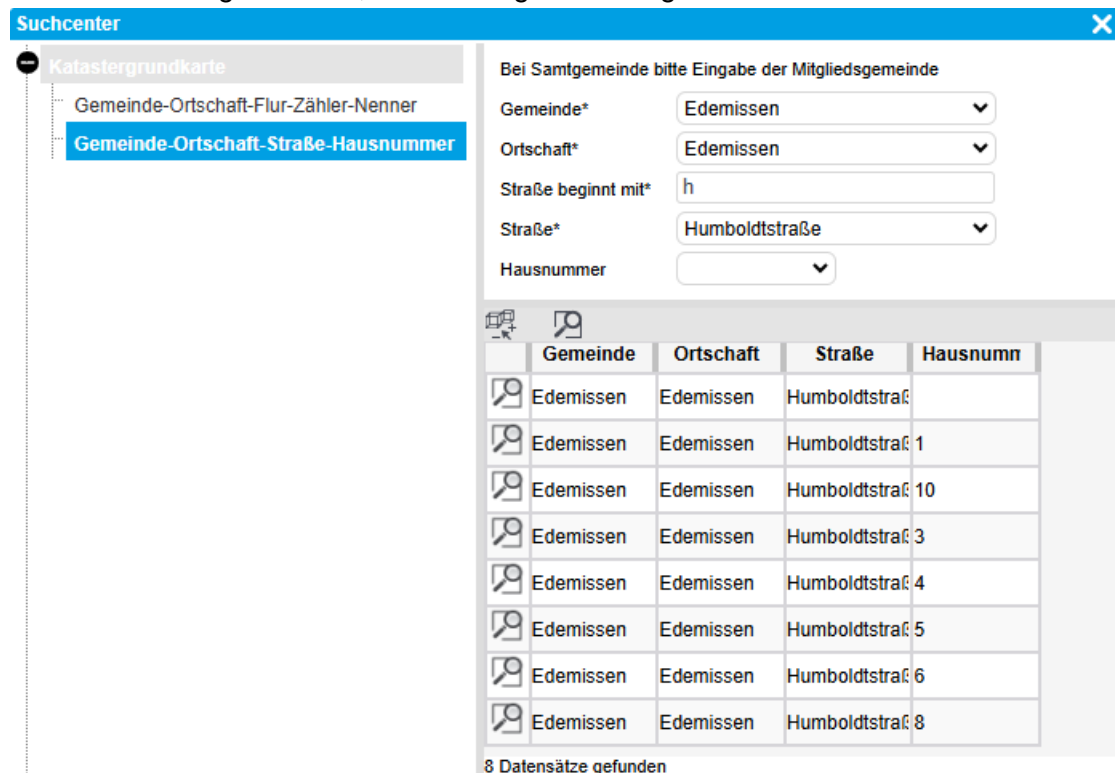 Suchcenter
Katastergrundkarte
Gemeinde-Ortschaft-Flur-Zähler-Nenner
Gemeinde-Ortschaft-Straße-Hausnummer
Bei Samtgemeinde bitte Eingabe der Mitgliedsgemeinde
Gemeinde* Edemissen
Ortschaft* Edemissen
Straße beginnt mit* h
Straße* Humboldtstraße
Hausnummer
Gemeinde Ortschaft Straße Hausnumm
Edemissen Edemissen Humboldtstraß
Edemissen Edemissen Humboldtstraß 1
Edemissen Edemissen Humboldtstraß 10
Edemissen Edemissen Humboldtstraß 3
Edemissen Edemissen Humboldtstraß 4
Edemissen Edemissen Humboldtstraß 5
Edemissen Edemissen Humboldtstraß 6
Edemissen Edemissen Humboldtstraß 8
8 Datensätze gefunden